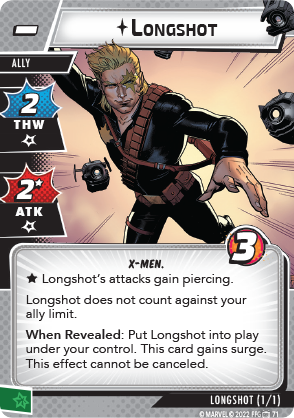 LONGSHOT
ALLY
2
THW
2*
ATK
3
X-MEN.
★ Longshot's attacks gain piercing.
Longshot does not count against your
ally limit.
When Revealed: Put Longshot into play
under your control. This card gains surge.
This effect cannot be canceled.
LONGSHOT (1/1)
© MARVEL © 2022 FFG 71